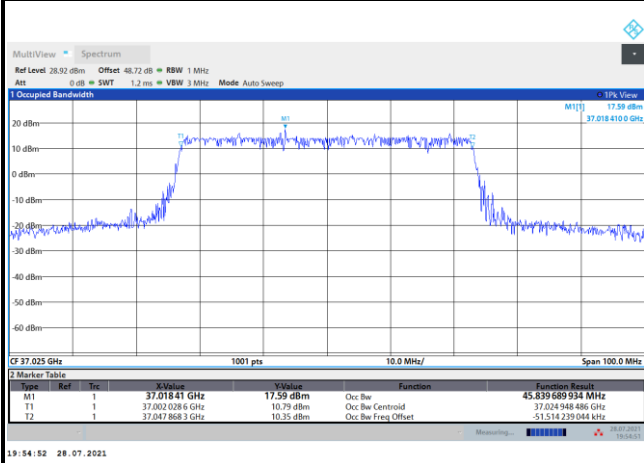 MultiView Spectrum
Ref Level 28.92 dBm Offset 48.72 dB RBW 1 MHz
Att 0 dB SWT 1.2 ms VBW 3 MHz Mode Auto Sweep
1 Occupied Bandwidth 1Pk View
M1[1] 17.59 dBm
37.018 410 0 GHz
M1
20 dBm
T1 T2
10 dBm
0 dBm
-10 dBm
-20 dBm
-30 dBm
-40 dBm
-50 dBm
-60 dBm
CF 37.025 GHz 1001 pts 10.0 MHz/ Span 100.0 MHz
2 Marker Table
Type Ref Trc X-Value Y-Value Function Function Result
M1 1 37.018 41 GHz 17.59 dBm Occ Bw 45.839 689 934 MHz
T1 1 37.002 028 6 GHz 10.79 dBm Occ Bw Centroid 37.024 948 486 GHz
T2 1 37.047 868 3 GHz 10.35 dBm Occ Bw Freq Offset -51.514 239 044 kHz
Measuring... 28.07.2021
19:54:51
19:54:52 28.07.2021